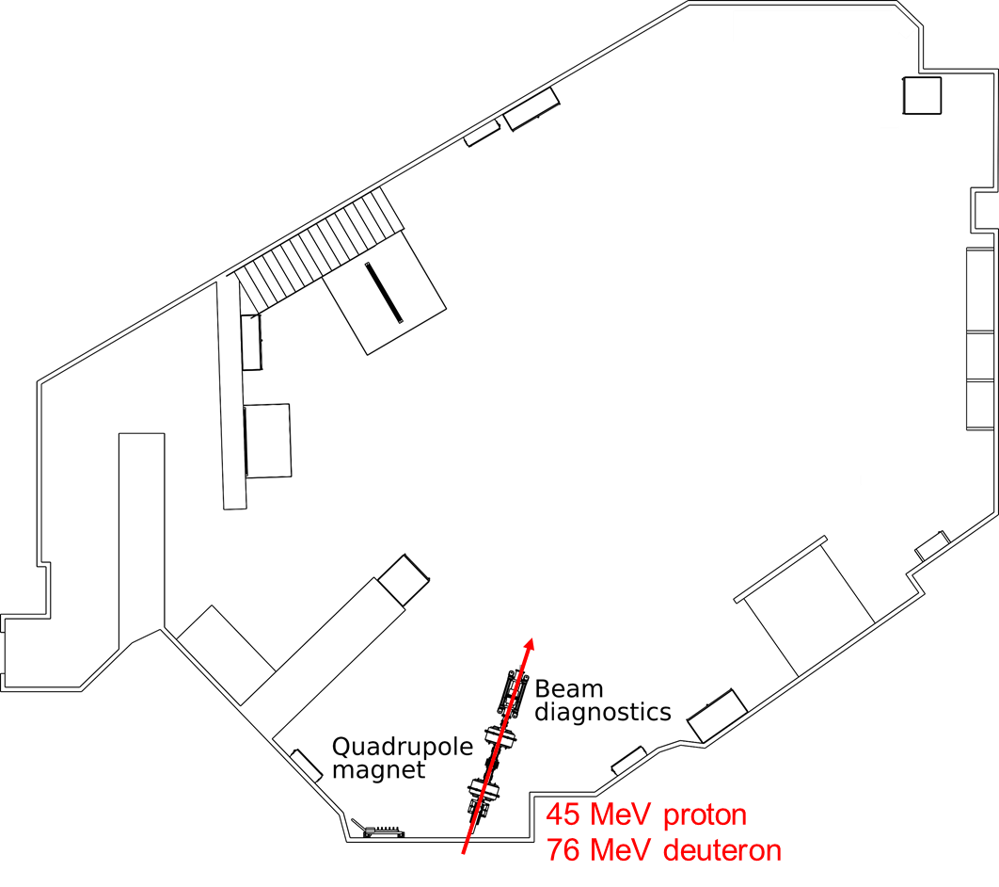 Beam
diagnostics
Quadrupole
magnet
45 MeV proton
76 MeV deuteron